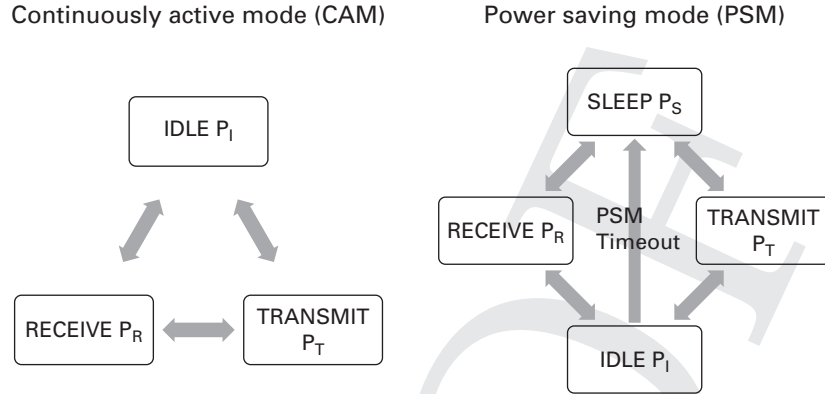 Continuously active mode (CAM)
Power saving mode (PSM)
IDLE P_I
RECEIVE P_R
TRANSMIT
P_T
SLEEP P_S
RECEIVE P_R
PSM
Timeout
TRANSMIT
P_T
IDLE P_I